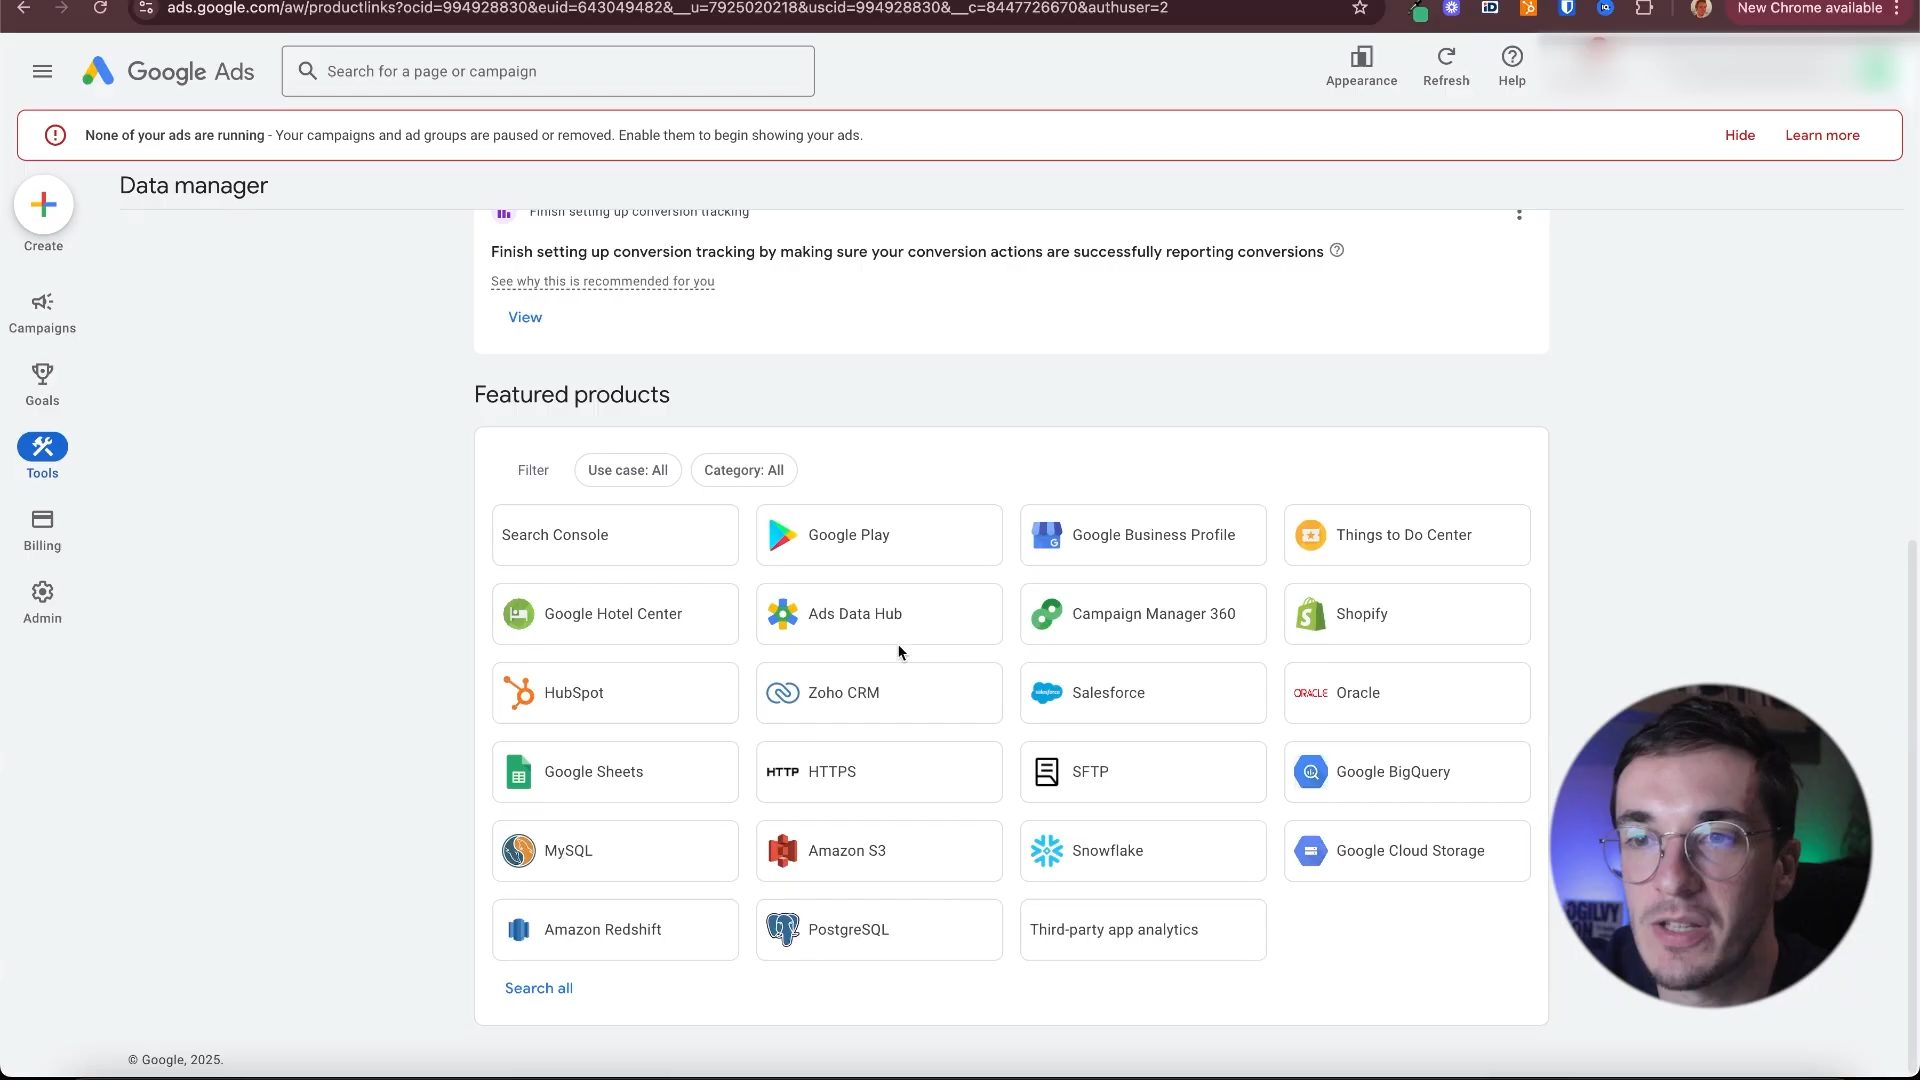 ads.google.com/aw/productlinks?ocid=994928830&euid=643049482&__u=7925020218&uscid=994928830&__c=8447726670&authuser=2
New Chrome available
Google Ads
Search for a page or campaign
Appearance
Refresh
Help
None of your ads are running - Your campaigns and ad groups are paused or removed. Enable them to begin showing your ads.
Hide
Learn more
Data manager
Create
Campaigns
Goals
Tools
Billing
Admin
Finish setting up conversion tracking
Finish setting up conversion tracking by making sure your conversion actions are successfully reporting conversions
See why this is recommended for you
View
Featured products
Filter
Use case: All
Category: All
Search Console
Google Play
Google Business Profile
Things to Do Center
Google Hotel Center
Ads Data Hub
Campaign Manager 360
Shopify
HubSpot
Zoho CRM
salesforce Salesforce
ORACLE Oracle
Google Sheets
HTTP HTTPS
SFTP
Google BigQuery
MySQL
Amazon S3
Snowflake
Google Cloud Storage
Amazon Redshift
PostgreSQL
Third-party app analytics
Search all
© Google, 2025.
OGILVY